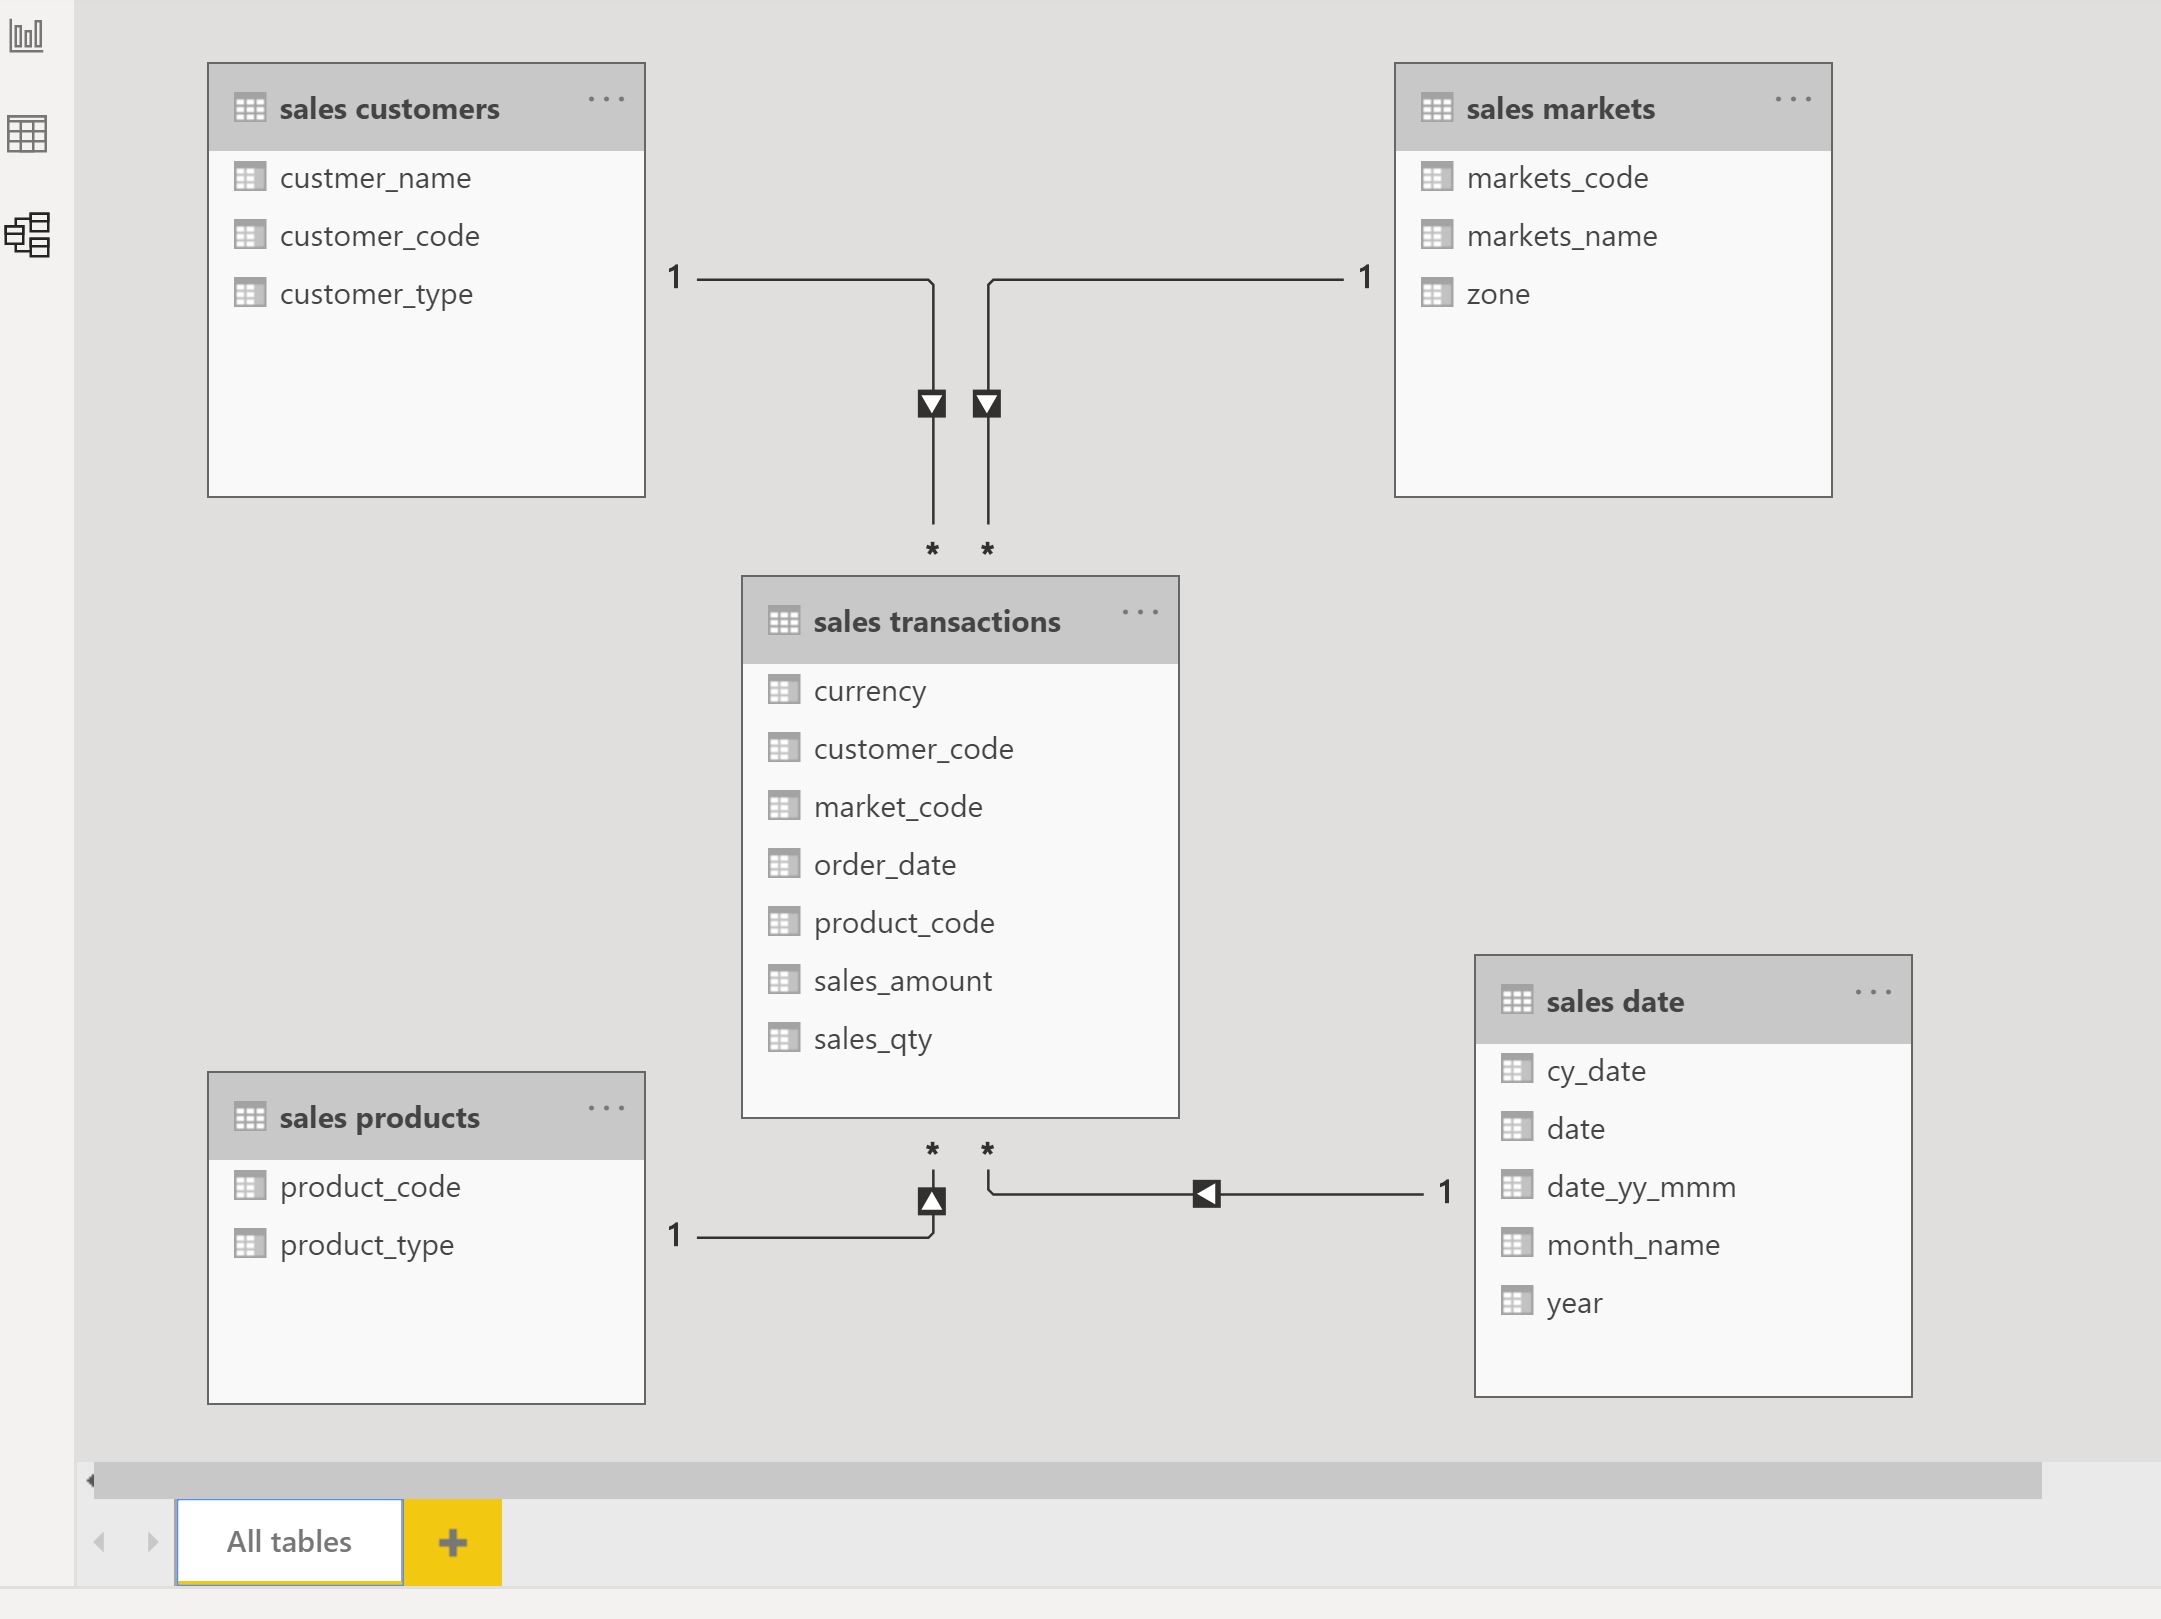 sales customers
custmer_name
customer_code
customer_type
sales markets
markets_code
markets_name
zone
1
1
*
*
sales transactions
currency
customer_code
market_code
order_date
product_code
sales_amount
sales_qty
*
*
1
1
sales products
product_code
product_type
sales date
cy_date
date
date_yy_mmm
month_name
year
All tables